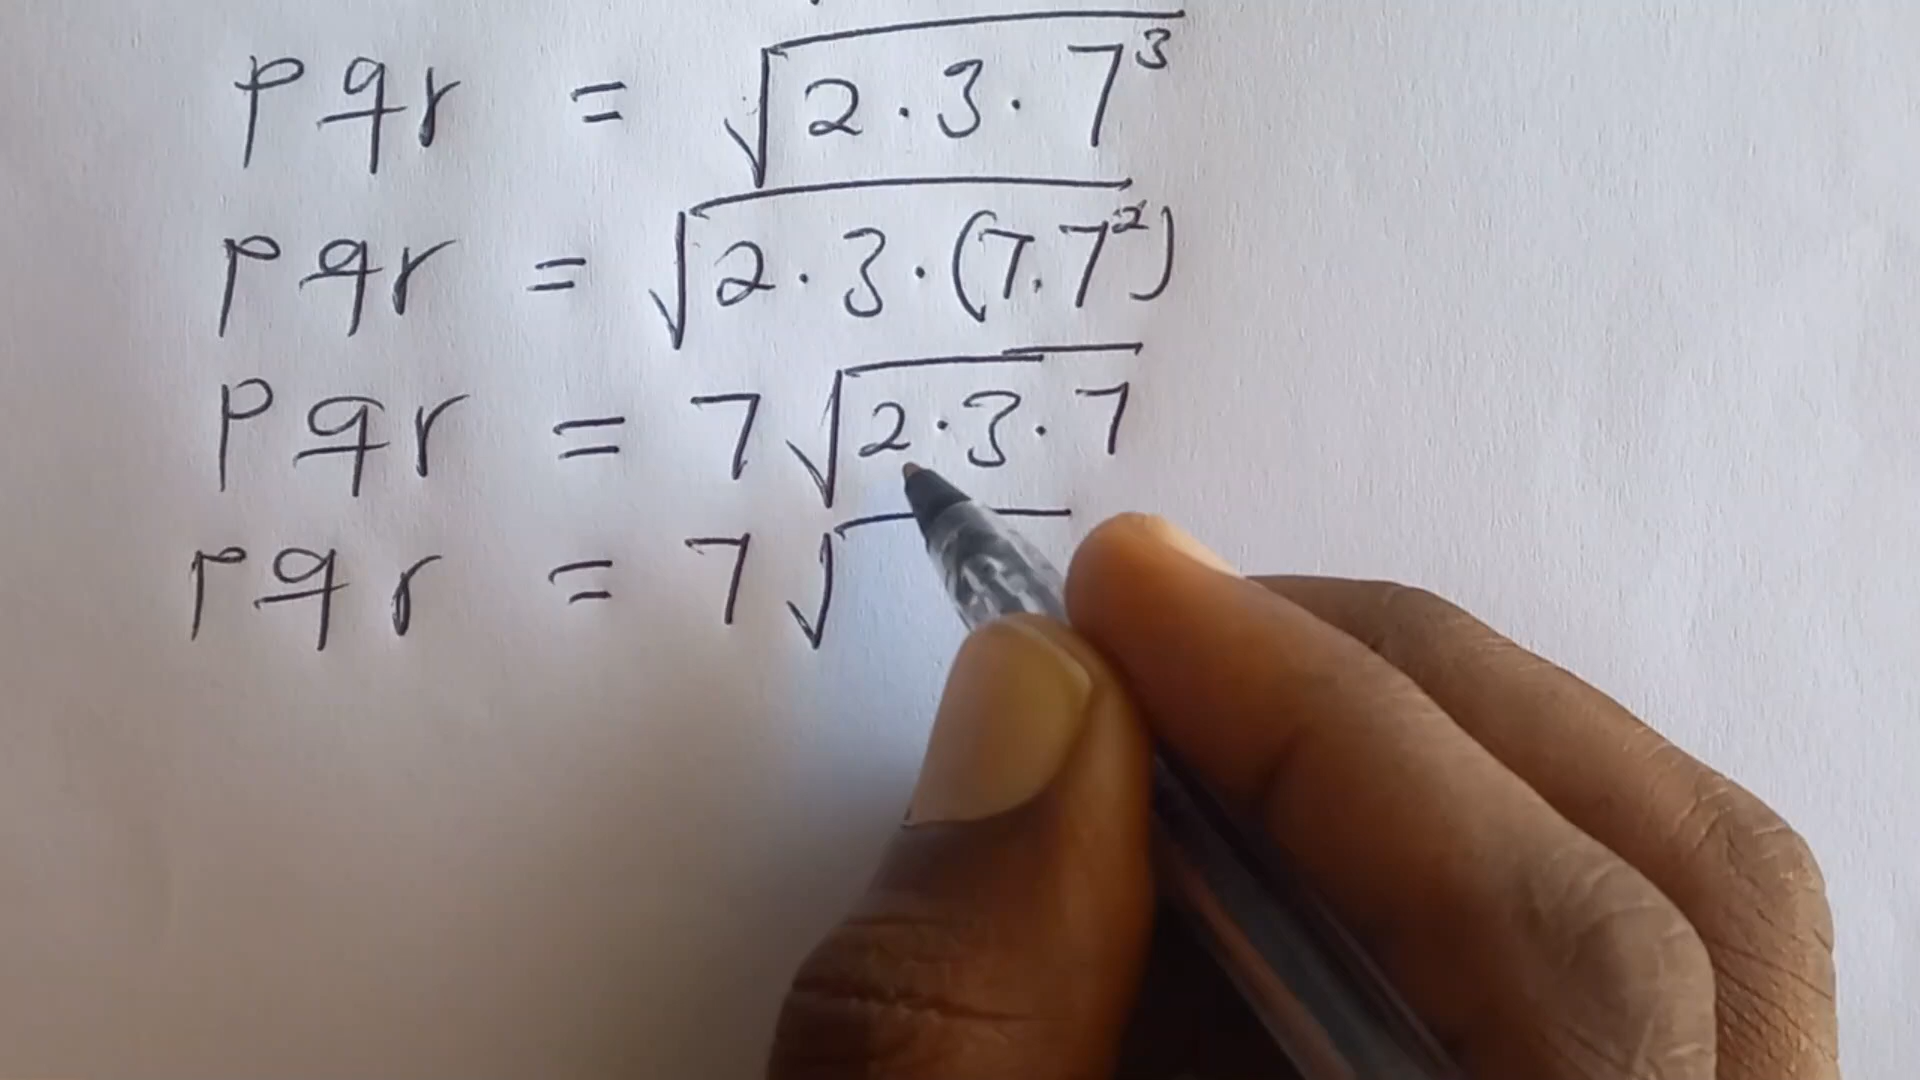 pqr = √2·3·7³
pqr = √2·3·(7.7²)
pqr = 7√2·3·7
pqr = 7√